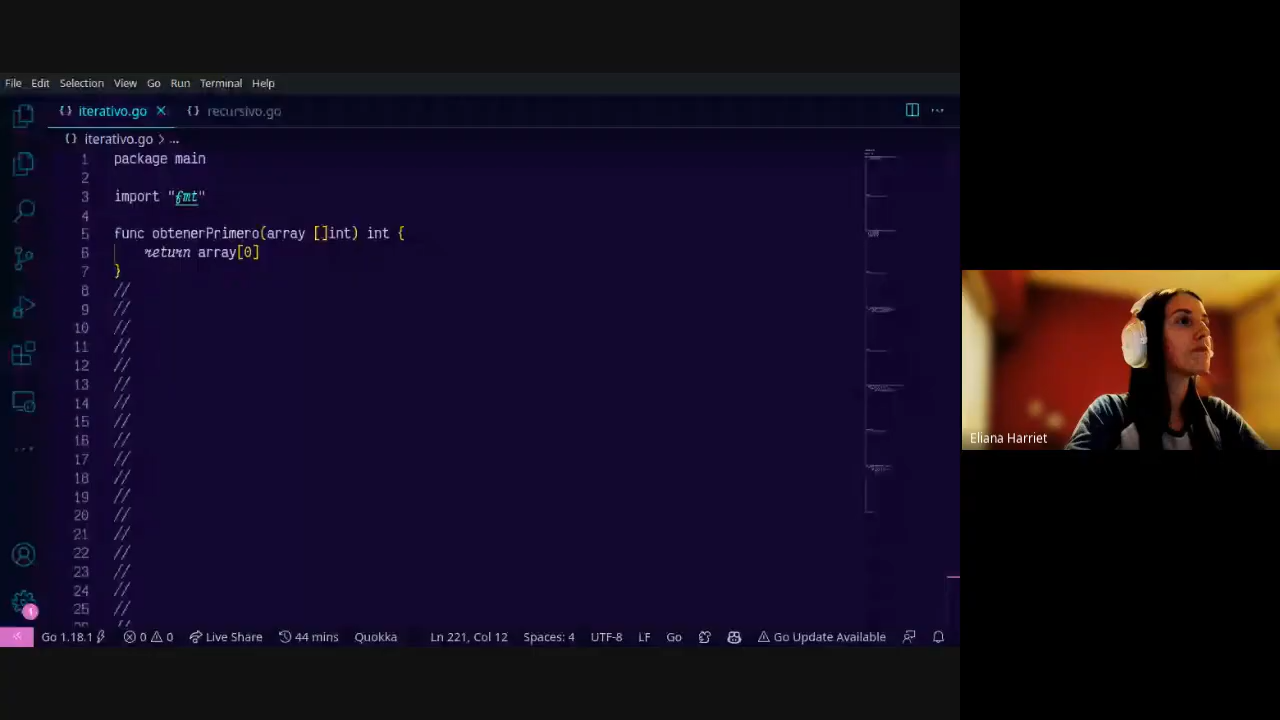 File Edit Selection View Go Run Terminal Help
iterativo.go recursivo.go
iterativo.go > ...
1 package main
2
3 import "fmt"
4
5 func obtenerPrimero(array []int) int {
6 return array[0]
7 }
8 //
9 //
10 //
11 //
12 //
13 //
14 //
15 //
16 //
17 //
18 //
19 //
20 //
21 //
22 //
23 //
24 //
25 //
Eliana Harriet
1
Go 1.18.1 0 0 Live Share 44 mins Quokka Ln 221, Col 12 Spaces: 4 UTF-8 LF Go Go Update Available